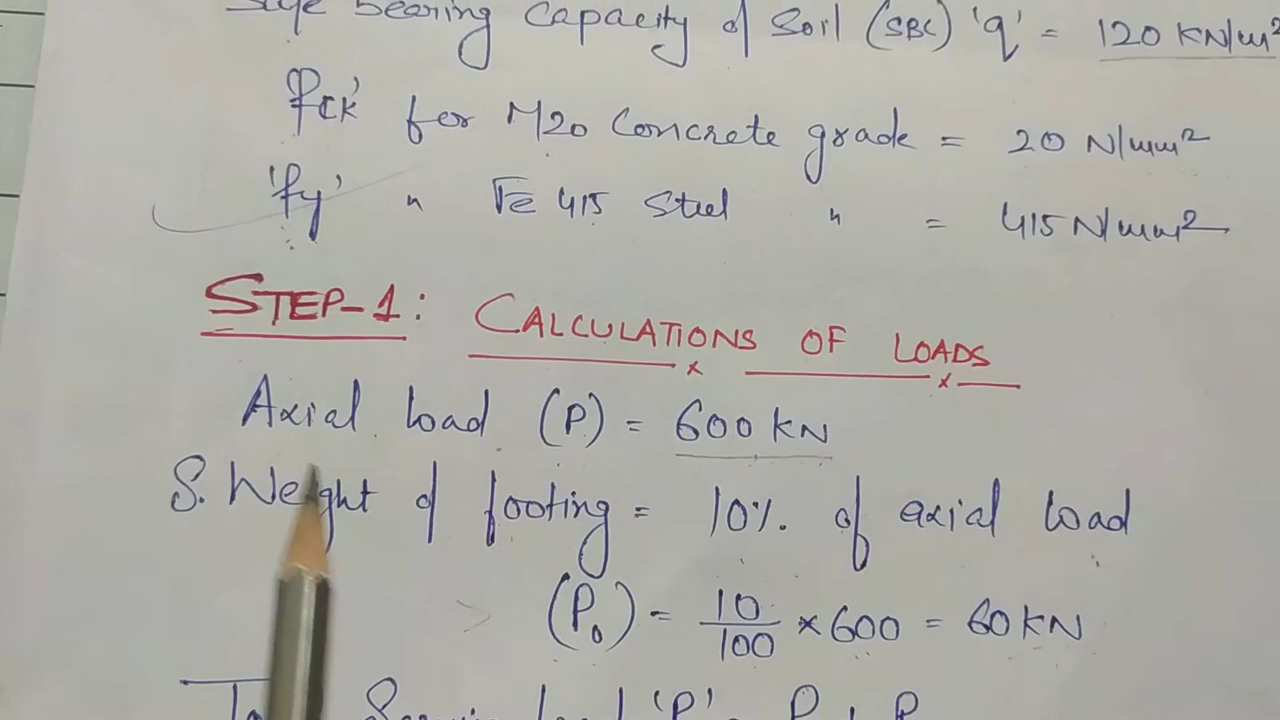 Safe bearing Capacity of Soil (SBC) 'q' = 120 KN/m²
'fck' for M20 Concrete grade = 20 N/mm²
'fy' " Fe 415 Steel " = 415 N/mm²
STEP-1: CALCULATIONS OF LOADS
Axial load (P) = 600 KN
S. Weight of footing = 10% of axial load
(P₀) = 10/100 × 600 = 60 KN
load 'P' = P + P